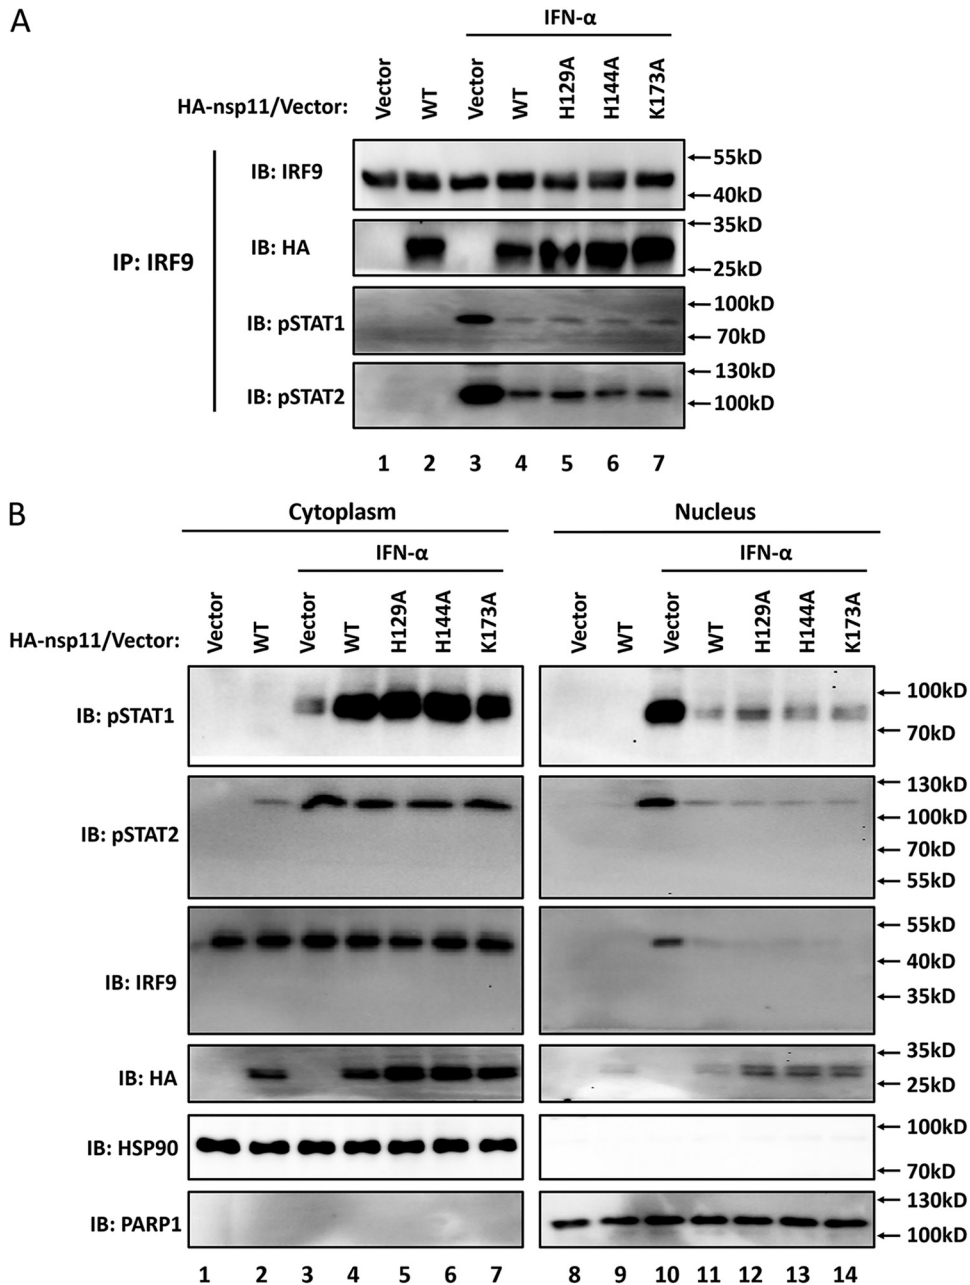 A
IFN-α
HA-nsp11/Vector: Vector WT Vector WT H129A H144A K173A
IP: IRF9
IB: IRF9
55kD
40kD
IB: HA
35kD
25kD
IB: pSTAT1
100kD
70kD
IB: pSTAT2
130kD
100kD
1 2 3 4 5 6 7
B
Cytoplasm Nucleus
IFN-α IFN-α
HA-nsp11/Vector: Vector WT Vector WT H129A H144A K173A Vector WT Vector WT H129A H144A K173A
IB: pSTAT1
100kD
70kD
IB: pSTAT2
130kD
100kD
70kD
55kD
IB: IRF9
55kD
40kD
35kD
IB: HA
35kD
25kD
IB: HSP90
100kD
70kD
IB: PARP1
130kD
100kD
1 2 3 4 5 6 7 8 9 10 11 12 13 14